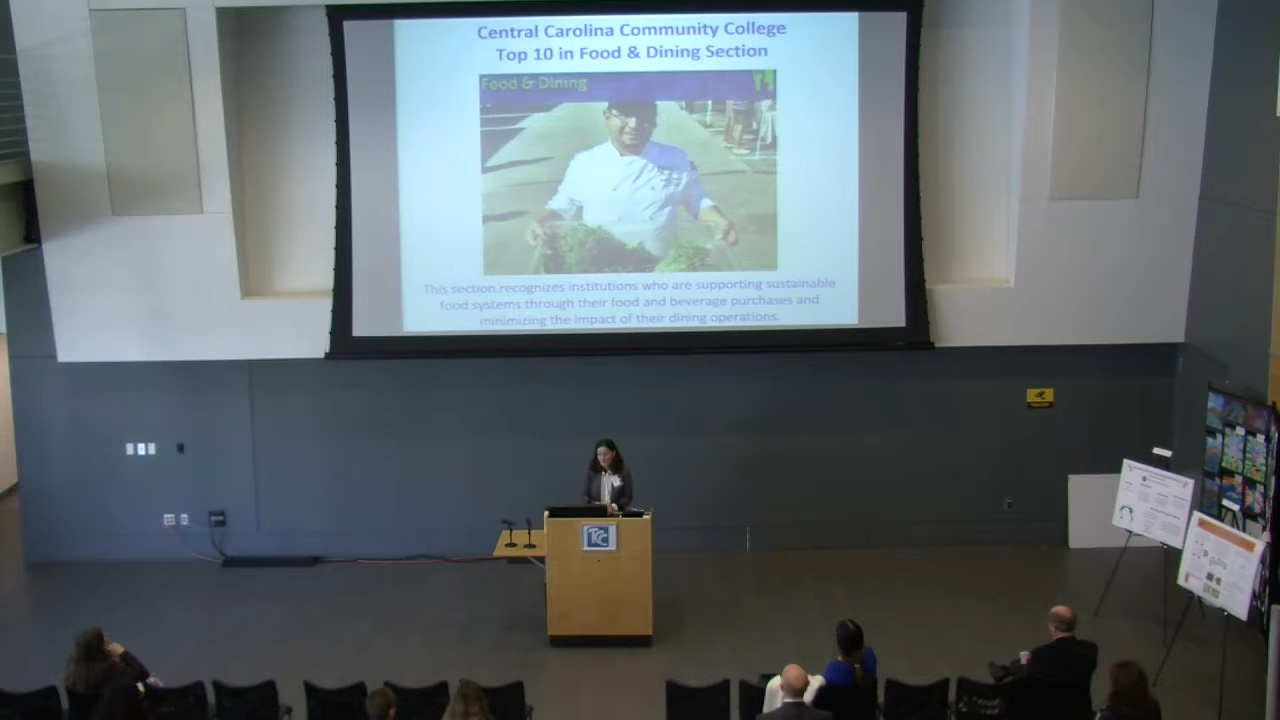 Central Carolina Community College
Top 10 in Food & Dining Section
Food & Dining
This section recognizes institutions who are supporting sustainable
food systems through their food and beverage purchases and
minimizing the impact of their dining operations.
TCC